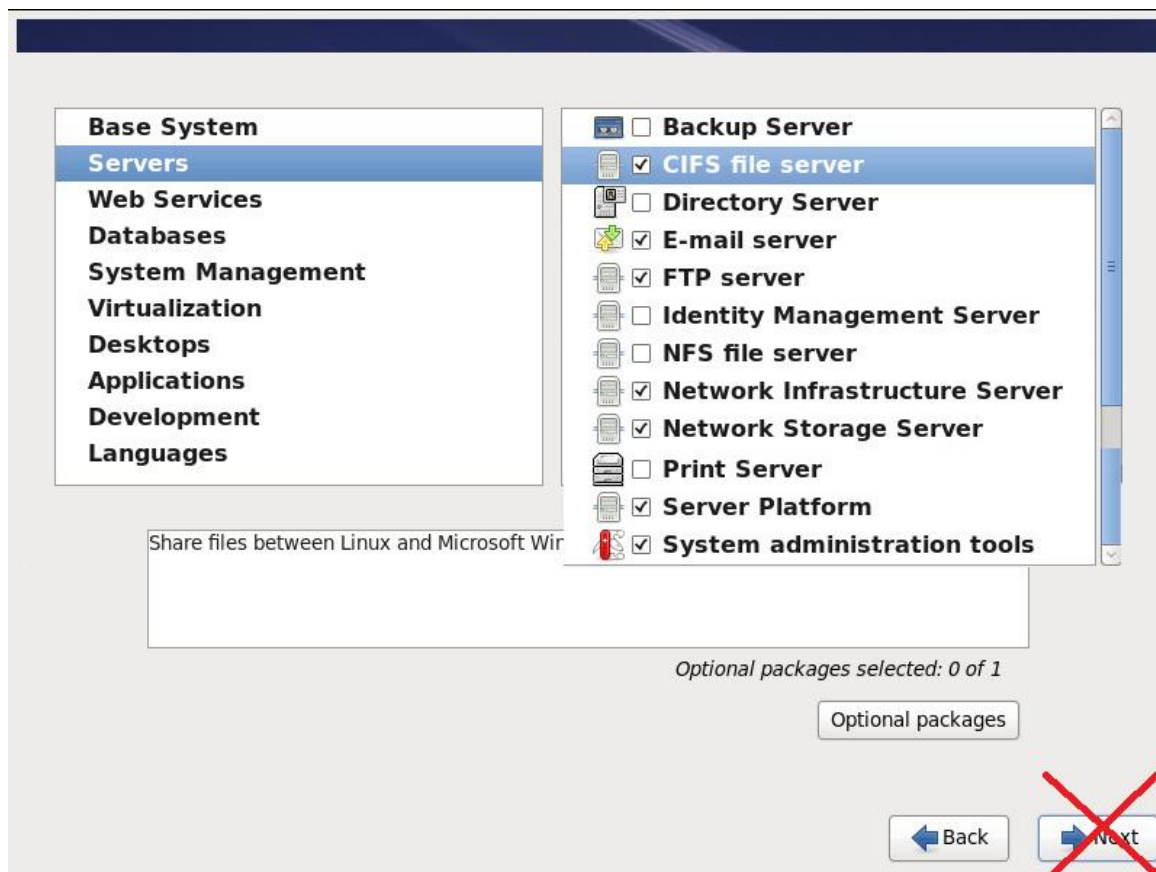 Base System
Servers
Web Services
Databases
System Management
Virtualization
Desktops
Applications
Development
Languages
Backup Server
CIFS file server
Directory Server
E-mail server
FTP server
Identity Management Server
NFS file server
Network Infrastructure Server
Network Storage Server
Print Server
Server Platform
System administration tools
Share files between Linux and Microsoft
Optional packages selected: 0 of 1
Optional packages
Back
Next